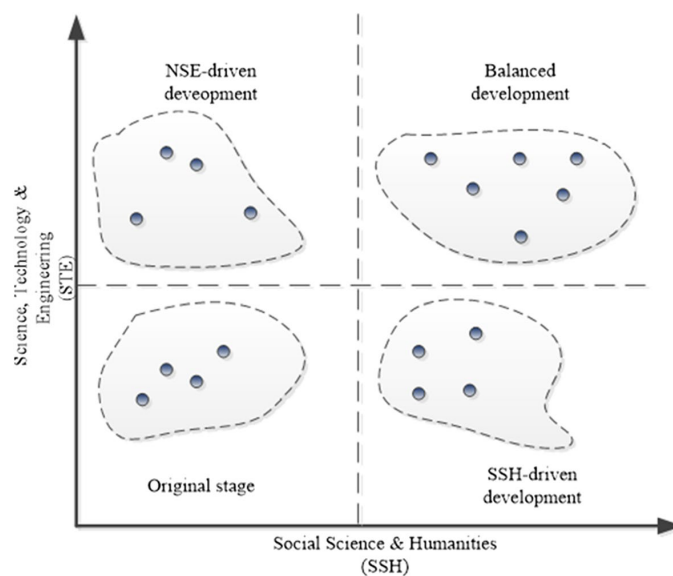 NSE-driven
deveopment
Balanced
development
Science, Technology &
Engineering
(STE)
Original stage
SSH-driven
development
Social Science & Humanities
(SSH)